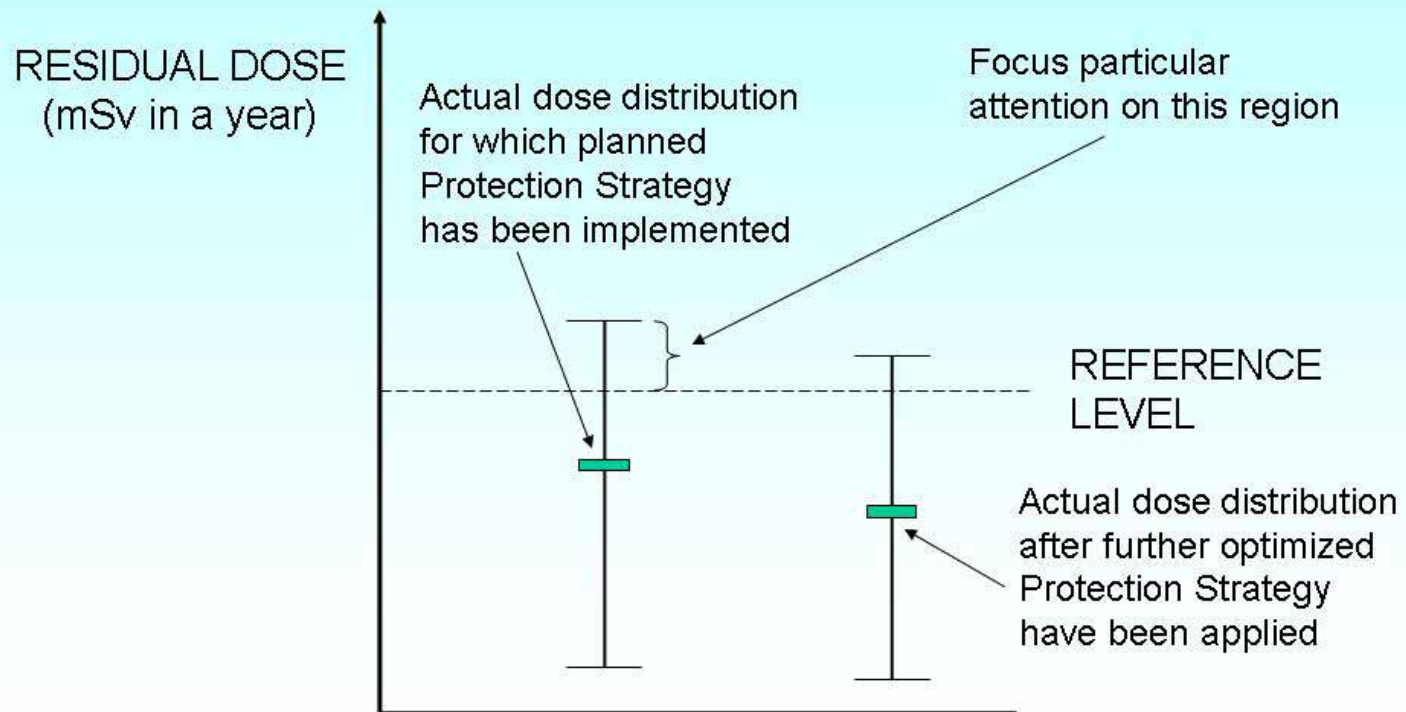 RESIDUAL DOSE
(mSv in a year)
Actual dose distribution
for which planned
Protection Strategy
has been implemented
Focus particular
attention on this region
REFERENCE
LEVEL
Actual dose distribution
after further optimized
Protection Strategy
have been applied